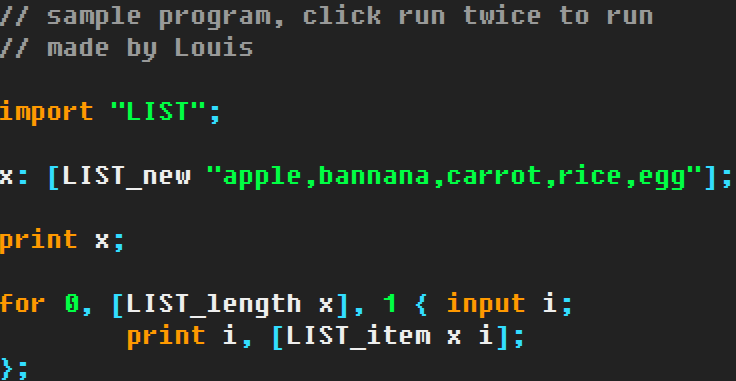 // sample program, click run twice to run
// made by Louis
import "LIST";
x: [LIST_new "apple,bannana,carrot,rice,egg"];
print x;
for 0, [LIST_length x], 1 { input i;
print i, [LIST_item x i];
};